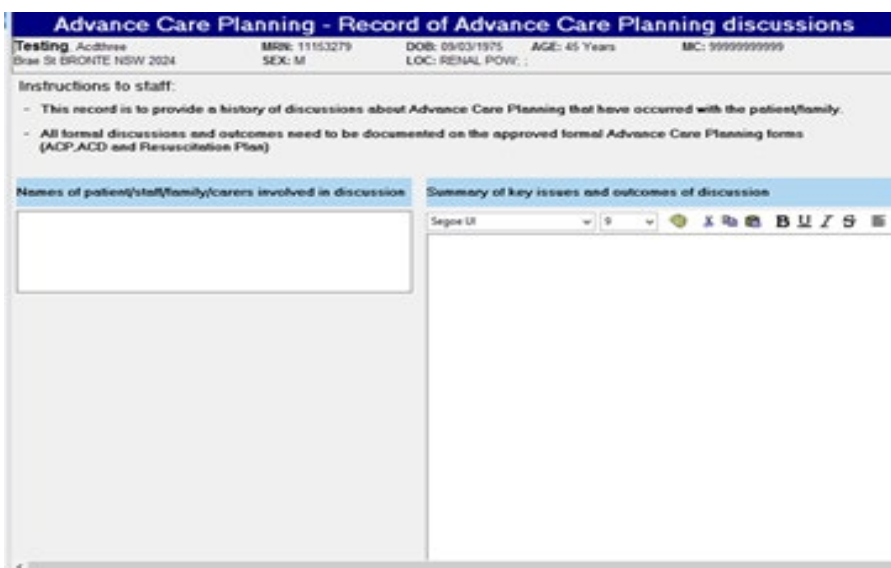 Advance Care Planning - Record of Advance Care Planning discussions
Testing, Acdthree MRN: 11153279 DOB: 09/03/1975 AGE: 45 Years MC: 99999999999
Brae St BRONTE NSW 2024 SEX: M LOC: RENAL POW; ;
Instructions to staff:
- This record is to provide a history of discussions about Advance Care Planning that have occurred with the patient/family.
- All formal discussions and outcomes need to be documented on the approved formal Advance Care Planning forms
(ACP,ACD and Resuscitation Plan)
Names of patient/staff/family/carers involved in discussion
Summary of key issues and outcomes of discussion
Segoe UI 9 B U I S